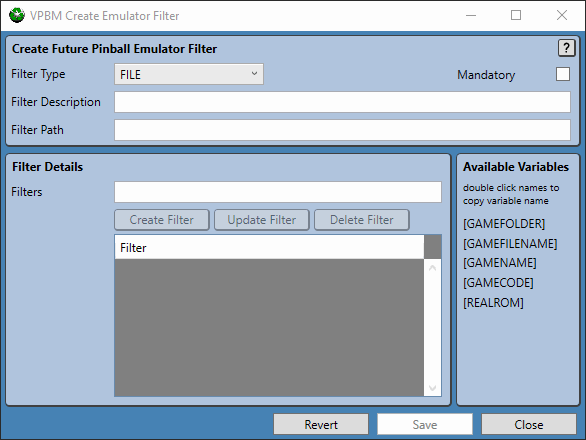 VPBM Create Emulator Filter
Create Future Pinball Emulator Filter
?
Filter Type
FILE
Mandatory
Filter Description
Filter Path
Filter Details
Filters
Create Filter
Update Filter
Delete Filter
Filter
Available Variables
double click names to
copy variable name
[GAMEFOLDER]
[GAMEFILENAME]
[GAMENAME]
[GAMECODE]
[REALROM]
Revert
Save
Close